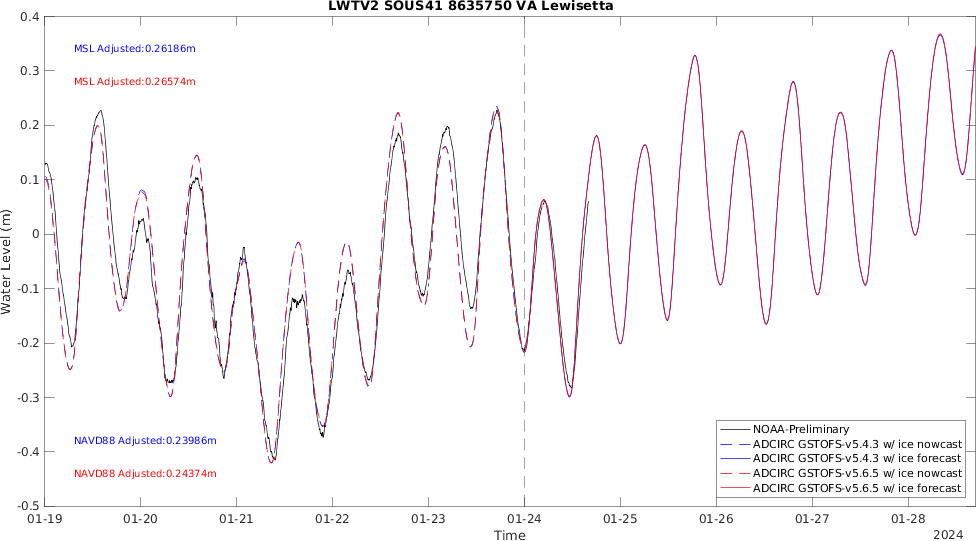 LWTV2 SOUS41 8635750 VA Lewisetta
0.4
0.3
0.2
0.1
0
-0.1
-0.2
-0.3
-0.4
-0.5
Water Level (m)
MSL Adjusted:0.26186m
MSL Adjusted:0.26574m
NAVD88 Adjusted:0.23986m
NAVD88 Adjusted:0.24374m
NOAA-Preliminary
ADCIRC GSTOFS-v5.4.3 w/ ice nowcast
ADCIRC GSTOFS-v5.4.3 w/ ice forecast
ADCIRC GSTOFS-v5.6.5 w/ ice nowcast
ADCIRC GSTOFS-v5.6.5 w/ ice forecast
01-19 01-20 01-21 01-22 01-23 01-24 01-25 01-26 01-27 01-28
Time
2024